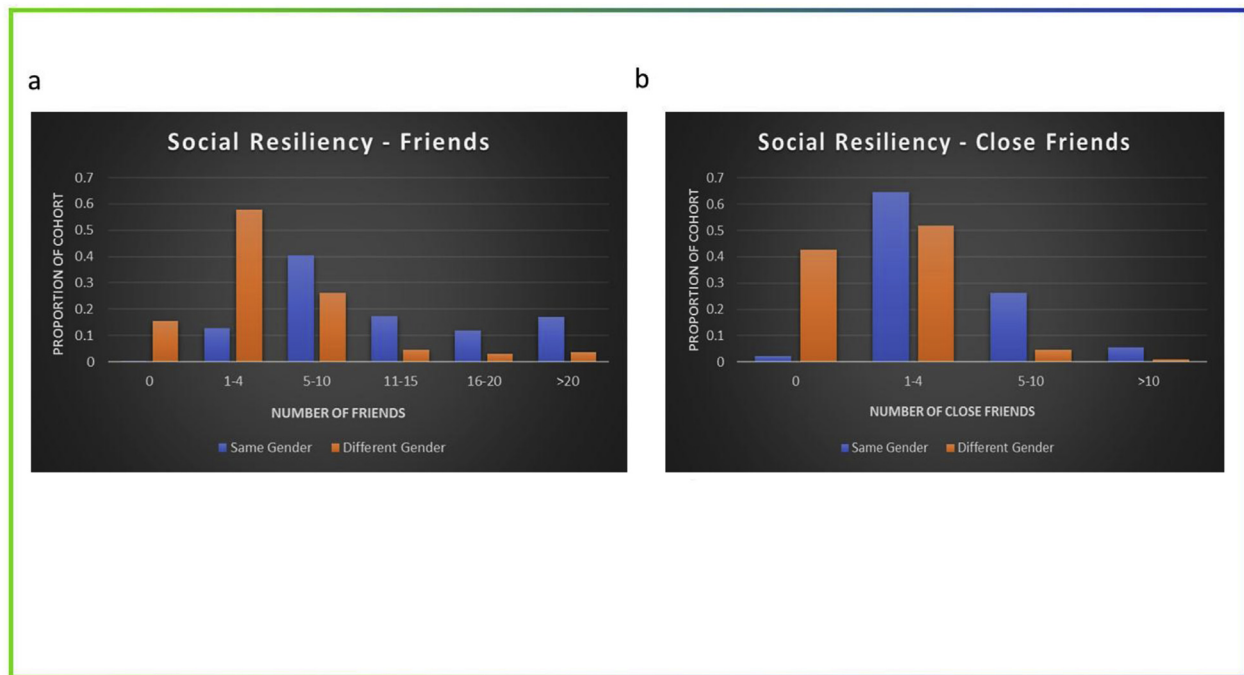 a
Social Resiliency - Friends
PROPORTION OF COHORT
0.7
0.6
0.5
0.4
0.3
0.2
0.1
0
0 1-4 5-10 11-15 16-20 >20
NUMBER OF FRIENDS
Same Gender Different Gender
b
Social Resiliency - Close Friends
PROPORTION OF COHORT
0.7
0.6
0.5
0.4
0.3
0.2
0.1
0
0 1-4 5-10 >10
NUMBER OF CLOSE FRIENDS
Same Gender Different Gender